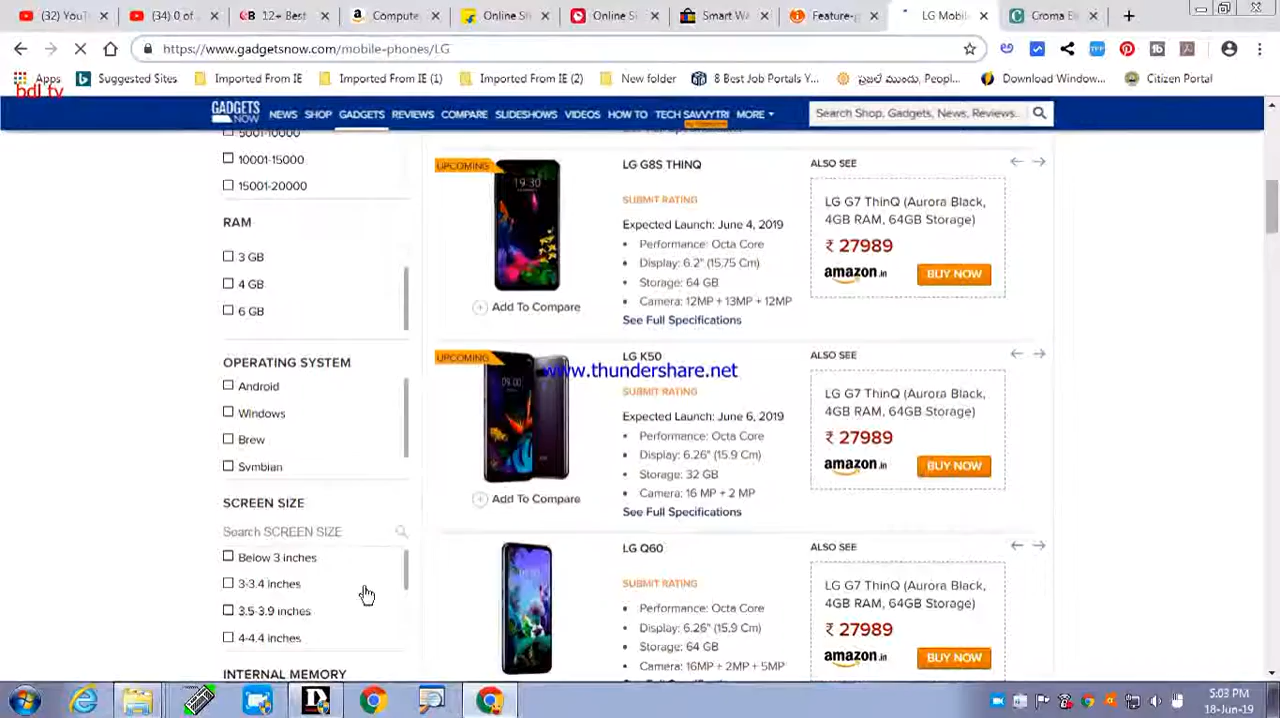 (32) YouT
(34) 0 of
12+ Best
Compute
Online Sl
Online S
Smart W
Feature-
LG Mobil
Croma E
https://www.gadgetsnow.com/mobile-phones/LG
Apps
Suggested Sites
Imported From IE
Imported From IE (1)
Imported From IE (2)
New folder
8 Best Job Portals Y...
ప్రజల ముందు, Peopl...
Download Window...
Citizen Portal
bdl tv
GADGETS NOW
NEWS SHOP GADGETS REVIEWS COMPARE SLIDESHOWS VIDEOS HOW TO TECH SAVVYTRI MORE
Search Shop, Gadgets, News, Reviews..
5001-10000
10001-15000
15001-20000
RAM
3 GB
4 GB
6 GB
OPERATING SYSTEM
Android
Windows
Brew
Symbian
SCREEN SIZE
Search SCREEN SIZE
Below 3 inches
3-3.4 inches
3.5-3.9 inches
4-4.4 inches
INTERNAL MEMORY
UPCOMING
19:30
Add To Compare
LG G8S THINQ
SUBMIT RATING
Expected Launch: June 4, 2019
Performance: Octa Core
Display: 6.2" (15.75 Cm)
Storage: 64 GB
Camera: 12MP + 13MP + 12MP
See Full Specifications
ALSO SEE
LG G7 ThinQ (Aurora Black,
4GB RAM, 64GB Storage)
₹ 27989
amazon.in
BUY NOW
UPCOMING
09:00
Add To Compare
LG K50
www.thundershare.net
SUBMIT RATING
Expected Launch: June 6, 2019
Performance: Octa Core
Display: 6.26" (15.9 Cm)
Storage: 32 GB
Camera: 16 MP + 2 MP
See Full Specifications
ALSO SEE
LG G7 ThinQ (Aurora Black,
4GB RAM, 64GB Storage)
₹ 27989
amazon.in
BUY NOW
LG Q60
SUBMIT RATING
Performance: Octa Core
Display: 6.26" (15.9 Cm)
Storage: 64 GB
Camera: 16MP + 2MP + 5MP
ALSO SEE
LG G7 ThinQ (Aurora Black,
4GB RAM, 64GB Storage)
₹ 27989
amazon.in
BUY NOW
5:03 PM
18-Jun-19